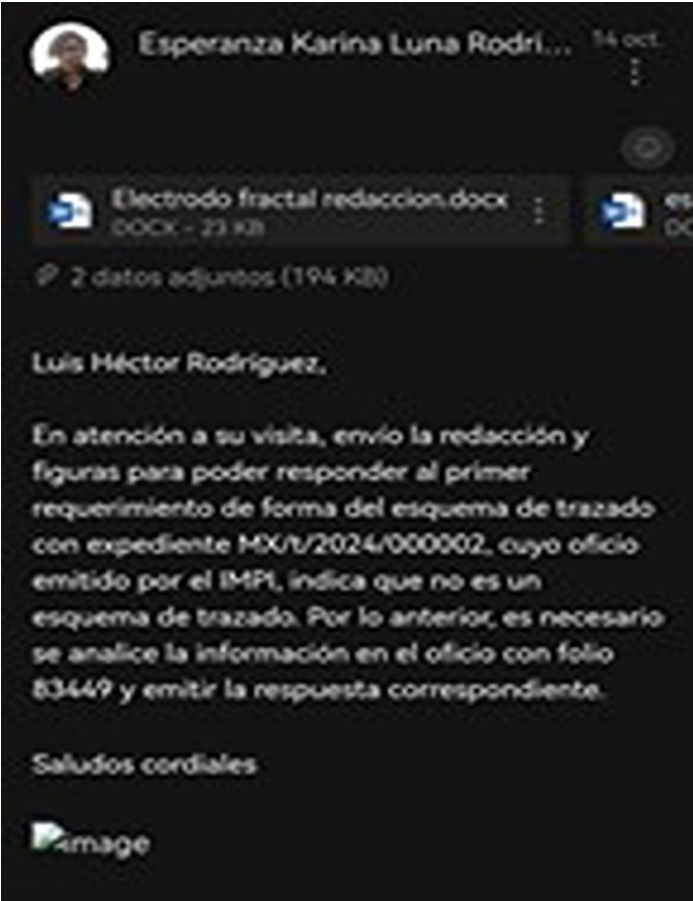 Esperanza Karina Luna Rodrí...
14 oct.
Electrodo fractal redaccion.docx
DOCX - 23 KB
es
DO
2 datos adjuntos (194 KB)
Luis Héctor Rodríguez,
En atención a su visita, envío la redacción y
figuras para poder responder al primer
requerimiento de forma del esquema de trazado
con expediente MX/t/2024/000002, cuyo oficio
emitido por el IMPI, indica que no es un
esquema de trazado. Por lo anterior, es necesario
se analice la información en el oficio con folio
83449 y emitir la respuesta correspondiente.
Saludos cordiales
image